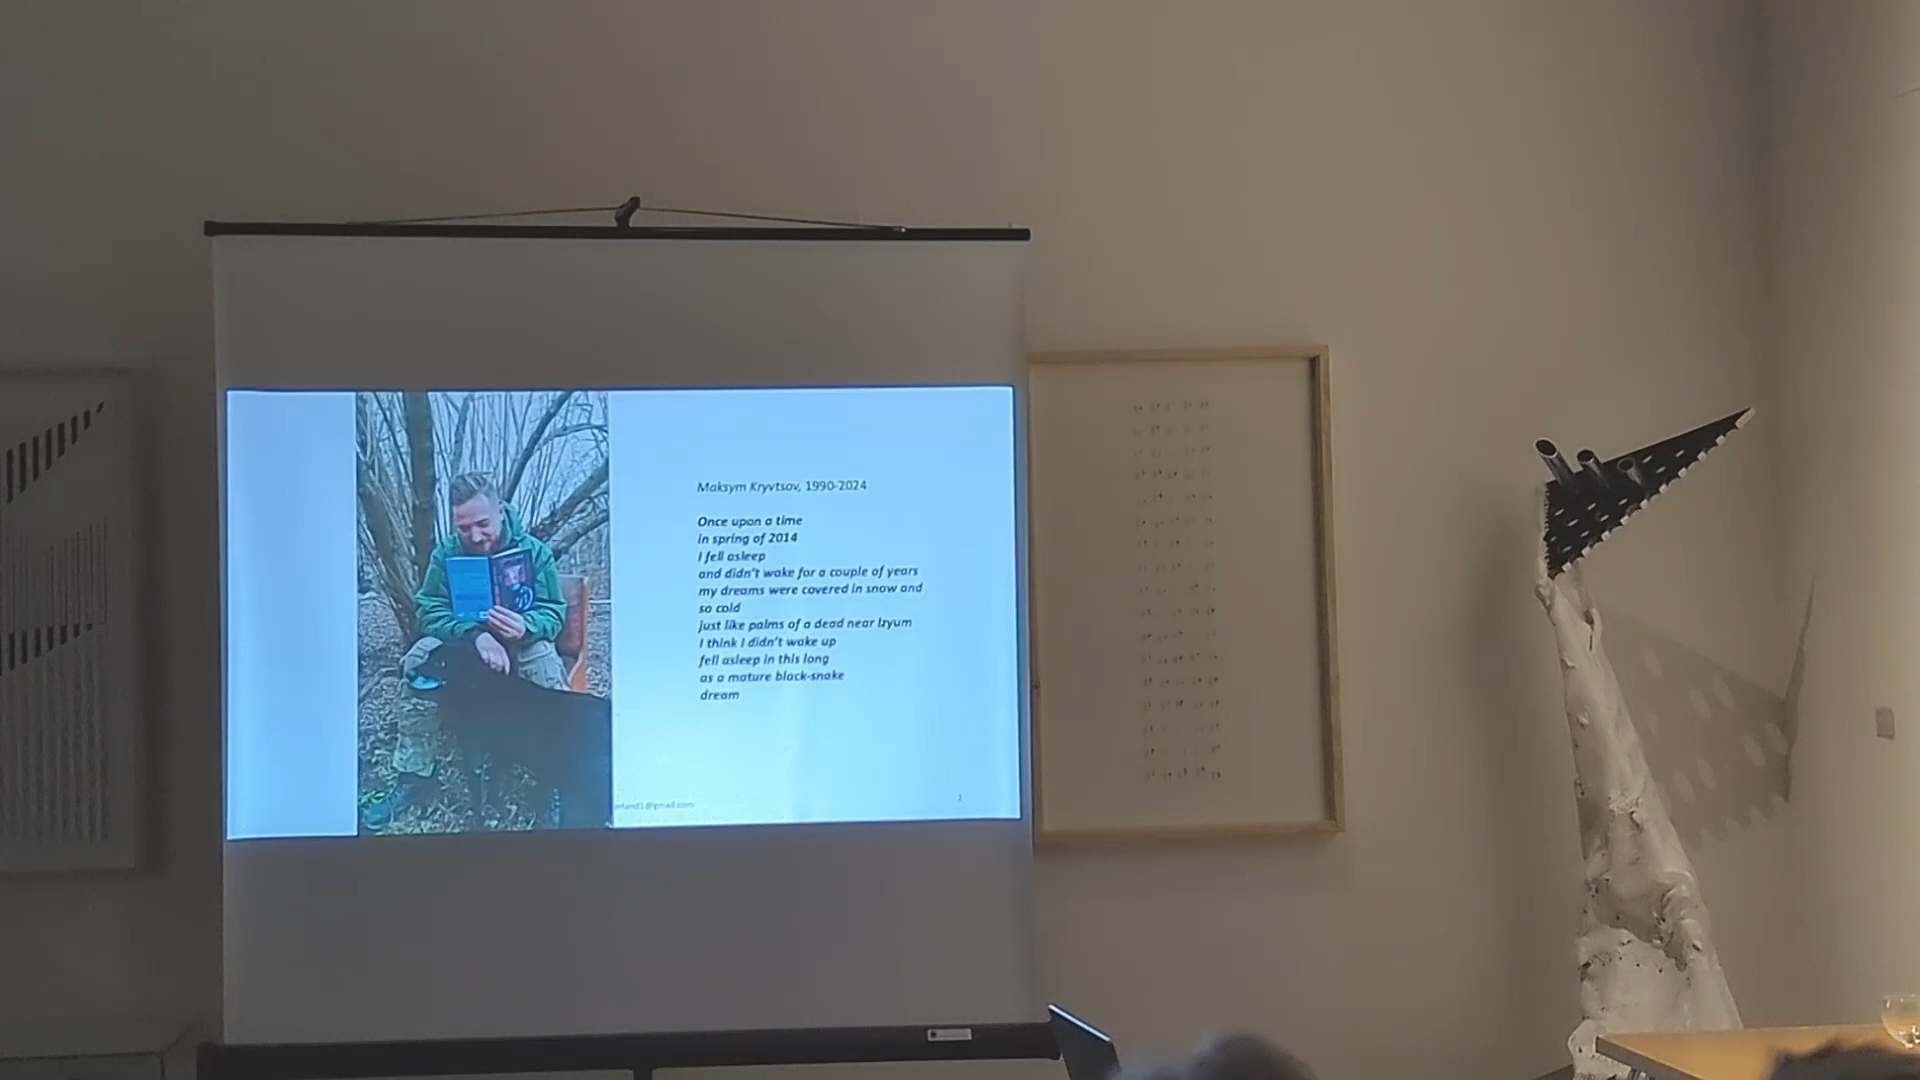 Maksym Kryvtsov, 1990-2024
Once upon a time
in spring of 2014
I fell asleep
and didn't wake for a couple of years
my dreams were covered in snow and
so cold
just like palms of a dead near Izyum
I think I didn't wake up
fell asleep in this long
as a mature black-snake
dream